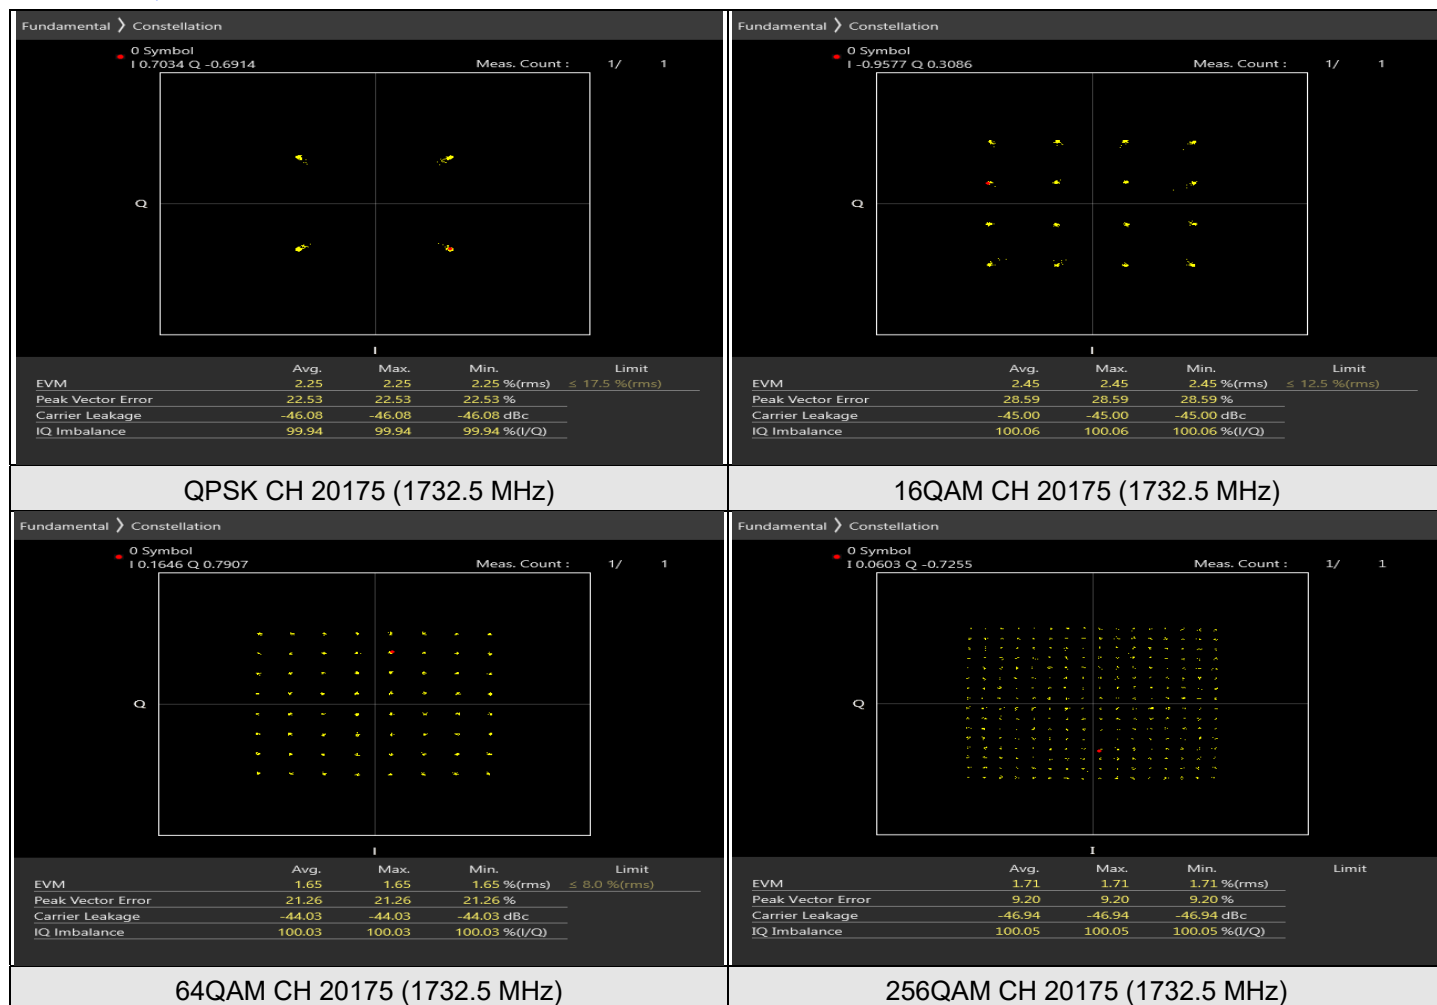 Fundamental ❯ Constellation
0 Symbol
I 0.7034 Q -0.6914 Meas. Count : 1/ 1
Q
I
Avg. Max. Min. Limit
EVM 2.25 2.25 2.25 %(rms) ≤ 17.5 %(rms)
Peak Vector Error 22.53 22.53 22.53 %
Carrier Leakage -46.08 -46.08 -46.08 dBc
IQ Imbalance 99.94 99.94 99.94 %(I/Q)
QPSK CH 20175 (1732.5 MHz)
Fundamental ❯ Constellation
0 Symbol
I -0.9577 Q 0.3086 Meas. Count : 1/ 1
Q
I
Avg. Max. Min. Limit
EVM 2.45 2.45 2.45 %(rms) ≤ 12.5 %(rms)
Peak Vector Error 28.59 28.59 28.59 %
Carrier Leakage -45.00 -45.00 -45.00 dBc
IQ Imbalance 100.06 100.06 100.06 %(I/Q)
16QAM CH 20175 (1732.5 MHz)
Fundamental ❯ Constellation
0 Symbol
I 0.1646 Q 0.7907 Meas. Count : 1/ 1
Q
I
Avg. Max. Min. Limit
EVM 1.65 1.65 1.65 %(rms) ≤ 8.0 %(rms)
Peak Vector Error 21.26 21.26 21.26 %
Carrier Leakage -44.03 -44.03 -44.03 dBc
IQ Imbalance 100.03 100.03 100.03 %(I/Q)
64QAM CH 20175 (1732.5 MHz)
Fundamental ❯ Constellation
0 Symbol
I 0.0603 Q -0.7255 Meas. Count : 1/ 1
Q
I
Avg. Max. Min. Limit
EVM 1.71 1.71 1.71 %(rms)
Peak Vector Error 9.20 9.20 9.20 %
Carrier Leakage -46.94 -46.94 -46.94 dBc
IQ Imbalance 100.05 100.05 100.05 %(I/Q)
256QAM CH 20175 (1732.5 MHz)